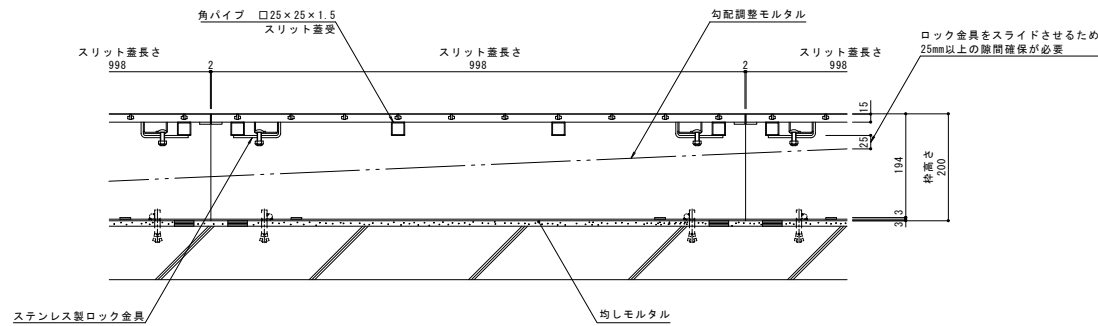 角パイプ □25×25×1.5
スリット蓋受
勾配調整モルタル
ロック金具をスライドさせるため
25mm以上の隙間確保が必要
スリット蓋長さ
998
2
スリット蓋長さ
998
2
スリット蓋長さ
998
15
25
194
枠高さ
200
3
3
ステンレス製ロック金具
均しモルタル